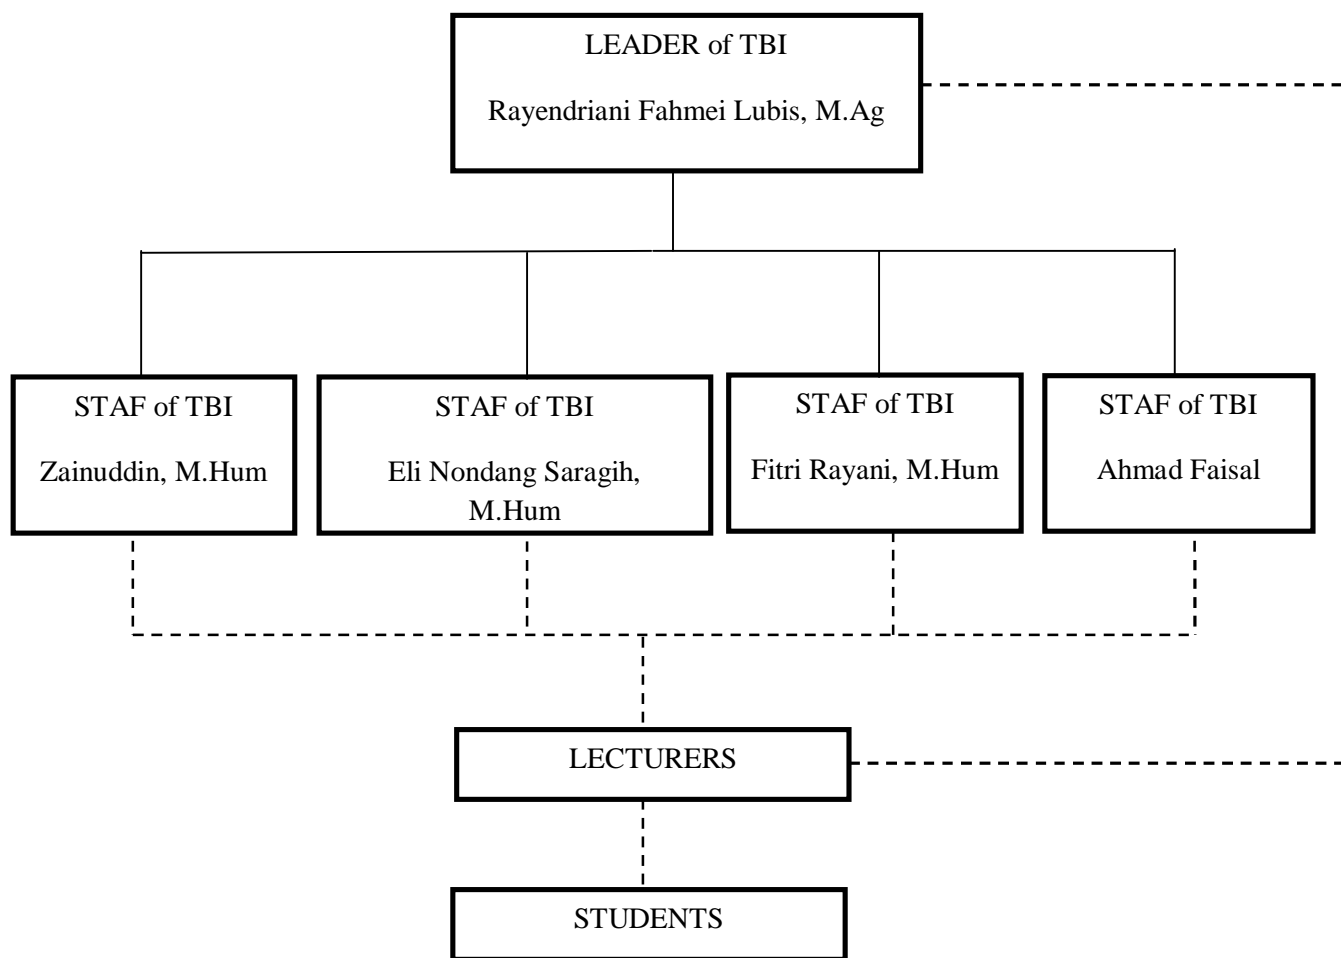 LEADER of TBI
Rayendriani Fahmei Lubis, M.Ag
STAF of TBI
Zainuddin, M.Hum
STAF of TBI
Eli Nondang Saragih,
M.Hum
STAF of TBI
Fitri Rayani, M.Hum
STAF of TBI
Ahmad Faisal
LECTURERS
STUDENTS